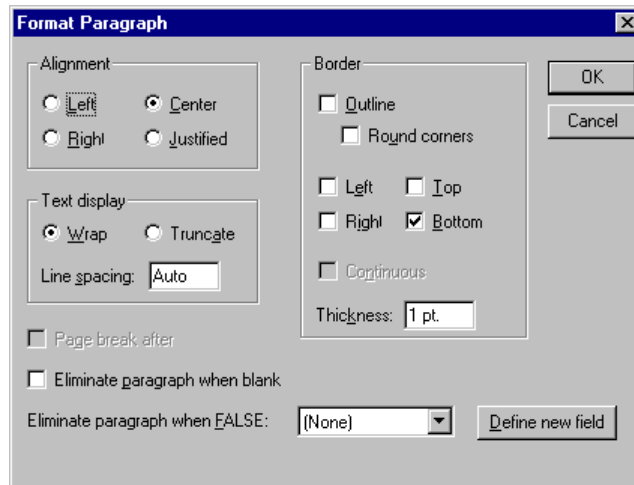 Format Paragraph
Alignment
Left
Center
Right
Justified
Text display
Wrap
Truncate
Line spacing: Auto
Page break after
Eliminate paragraph when blank
Eliminate paragraph when FALSE: (None) Define new field
Border
Outline
Round corners
Left
Top
Right
Bottom
Continuous
Thickness: 1 pt.
OK
Cancel